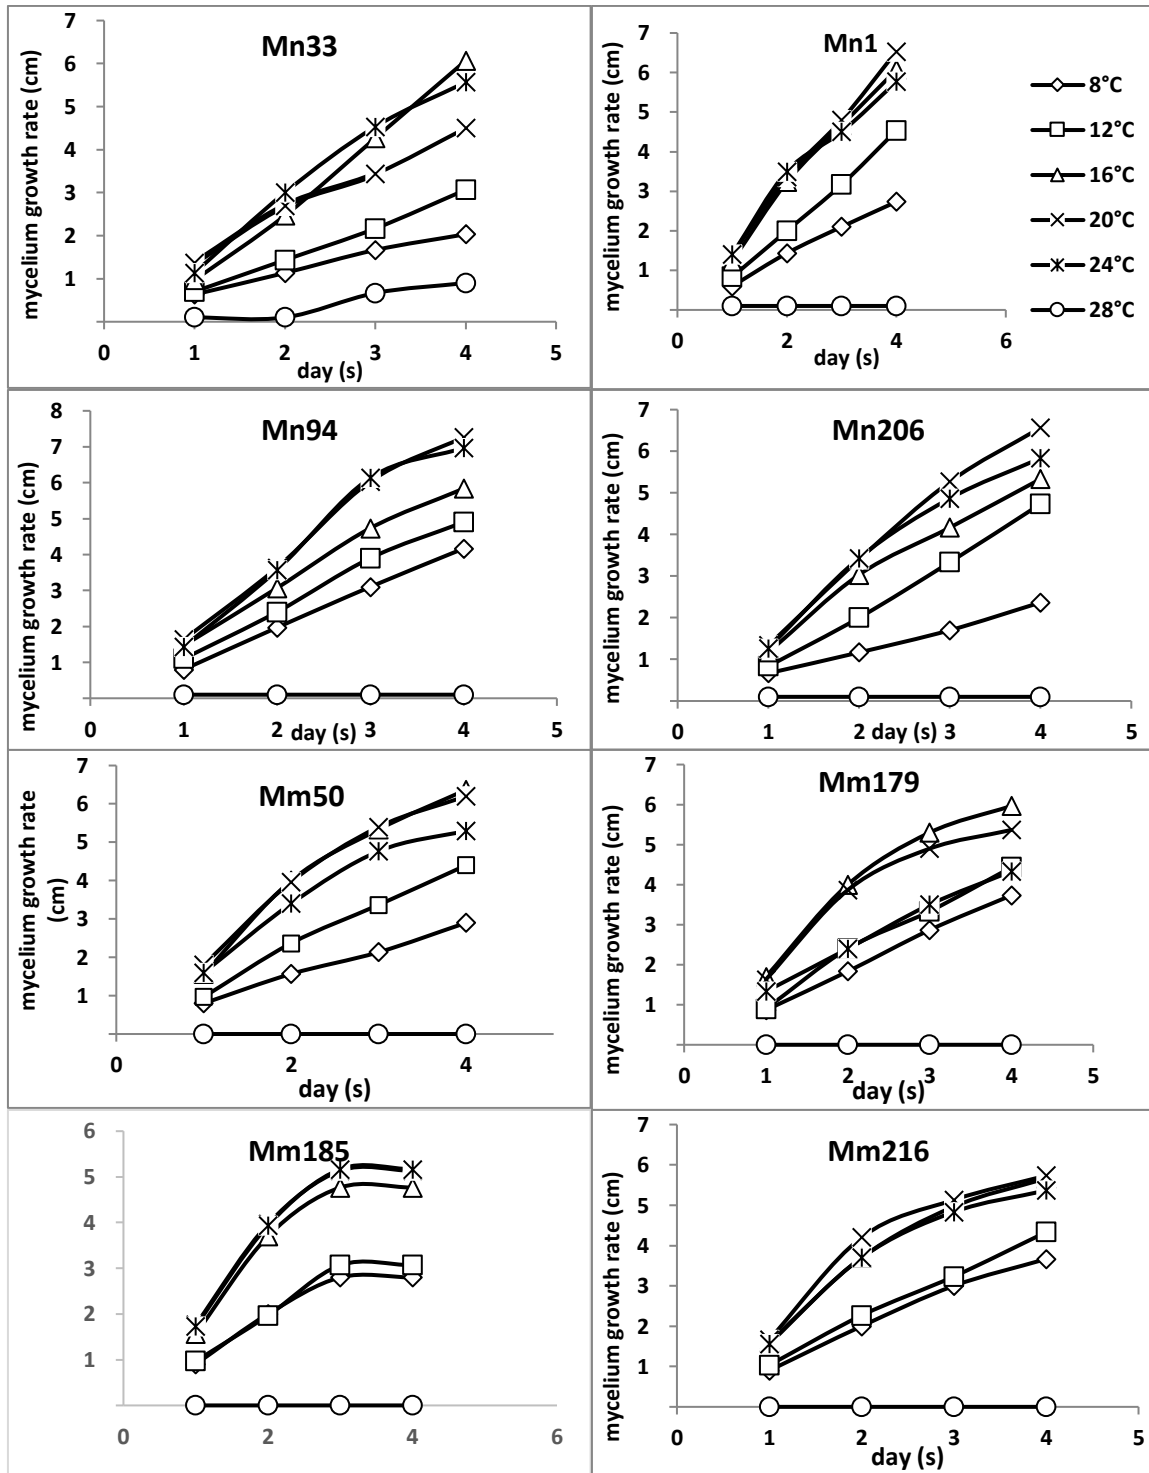 Mn33
mycelium growth rate (cm)
7
6
5
4
3
2
1
0 1 2 3 4 5
day (s)
Mn1
mycelium growth rate (cm)
7
6
5
4
3
2
1
0 2 4 6
day (s)
8°C
12°C
16°C
20°C
24°C
28°C
Mn94
mycelium growth rate (cm)
8
7
6
5
4
3
2
1
0 1 2 3 4 5
day (s)
Mn206
mycelium growth rate (cm)
7
6
5
4
3
2
1
0 1 2 3 4 5
day (s)
Mm50
mycelium growth rate
(cm)
7
6
5
4
3
2
1
0 2 4
day (s)
Mm179
mycelium growth rate (cm)
7
6
5
4
3
2
1
0 1 2 3 4 5
day (s)
Mm185
6
5
4
3
2
1
0 2 4 6
Mm216
mycelium growth rate (cm)
7
6
5
4
3
2
1
0 1 2 3 4 5
day (s)